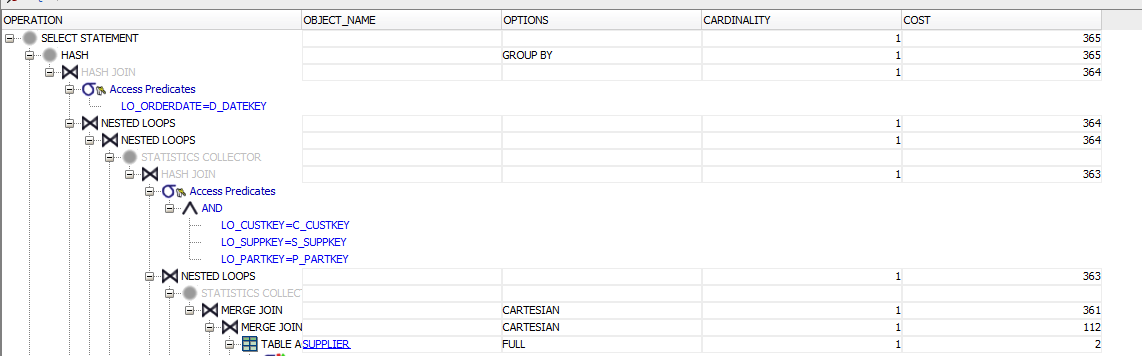 OPERATION OBJECT_NAME OPTIONS CARDINALITY COST
SELECT STATEMENT 1 365
HASH GROUP BY 1 365
HASH JOIN 1 364
Access Predicates
LO_ORDERDATE=D_DATEKEY
NESTED LOOPS 1 364
NESTED LOOPS 1 364
STATISTICS COLLECTOR
HASH JOIN 1 363
Access Predicates
AND
LO_CUSTKEY=C_CUSTKEY
LO_SUPPKEY=S_SUPPKEY
LO_PARTKEY=P_PARTKEY
NESTED LOOPS 1 363
STATISTICS COLLECT
MERGE JOIN CARTESIAN 1 361
MERGE JOIN CARTESIAN 1 112
TABLE A SUPPLIER FULL 1 2